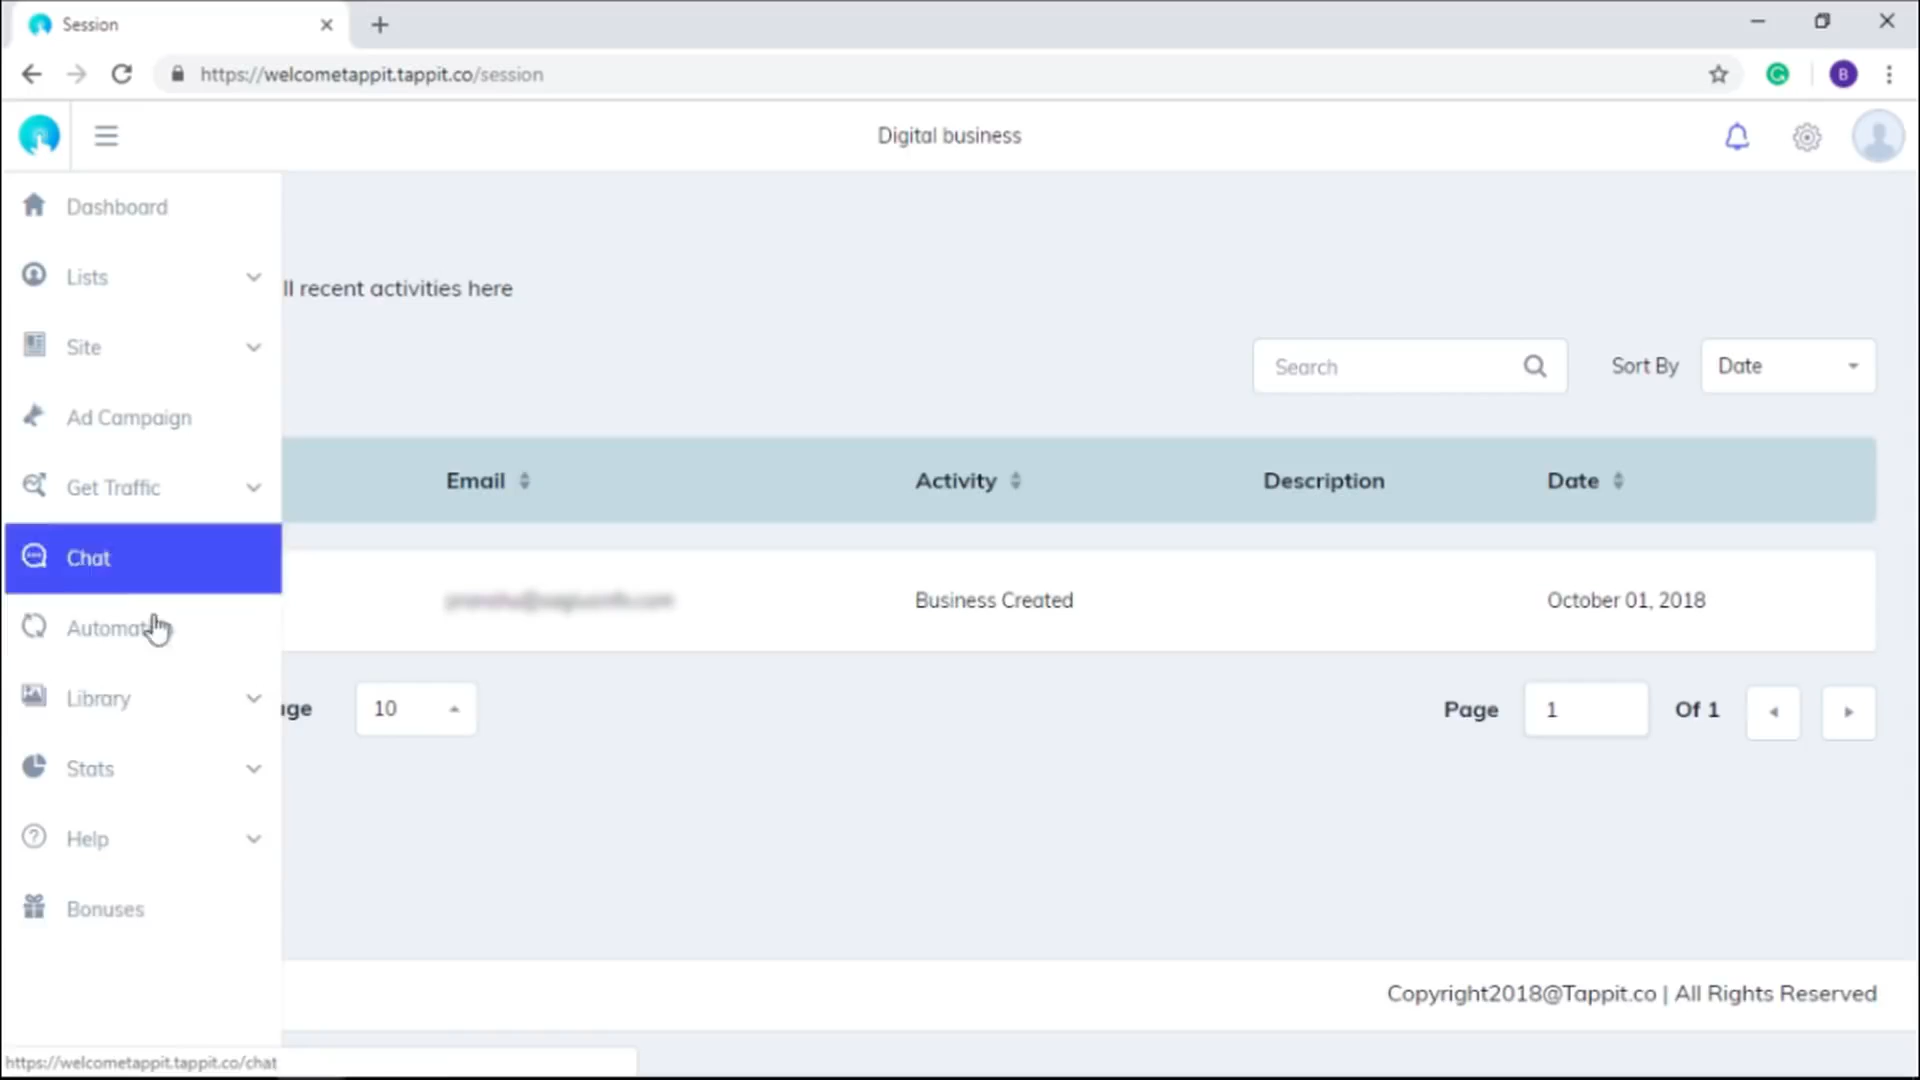 Session
https://welcometappit.tappit.co/session
B
Digital business
Dashboard
Lists
ll recent activities here
Site
Search
Sort By
Date
Ad Campaign
Get Traffic
Email
Activity
Description
Date
Chat
Business Created
October 01, 2018
Automat
Library
ge
10
Page
1
Of 1
Stats
Help
Bonuses
Copyright2018@Tappit.co | All Rights Reserved
https://welcometappit.tappit.co/chat